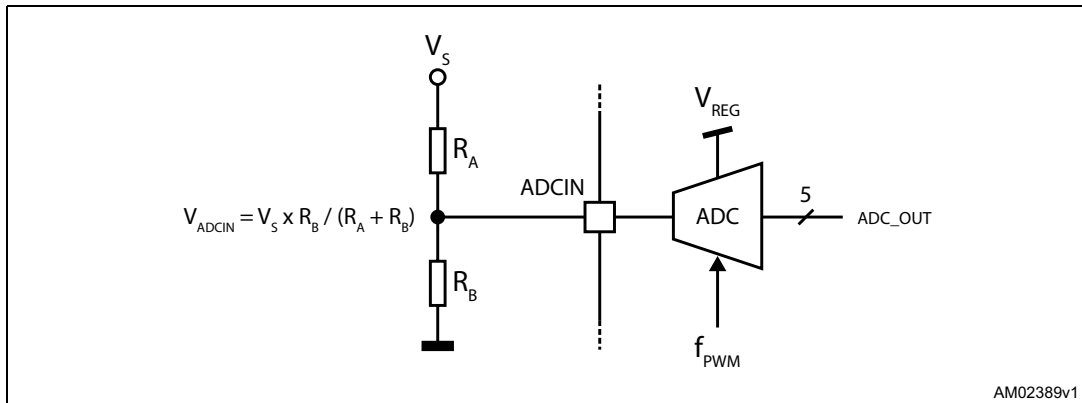 V_S
R_A
V_REG
ADCIN
5
V_ADCIN = V_S x R_B / (R_A + R_B)
ADC
ADC_OUT
R_B
f_PWM
AM02389v1